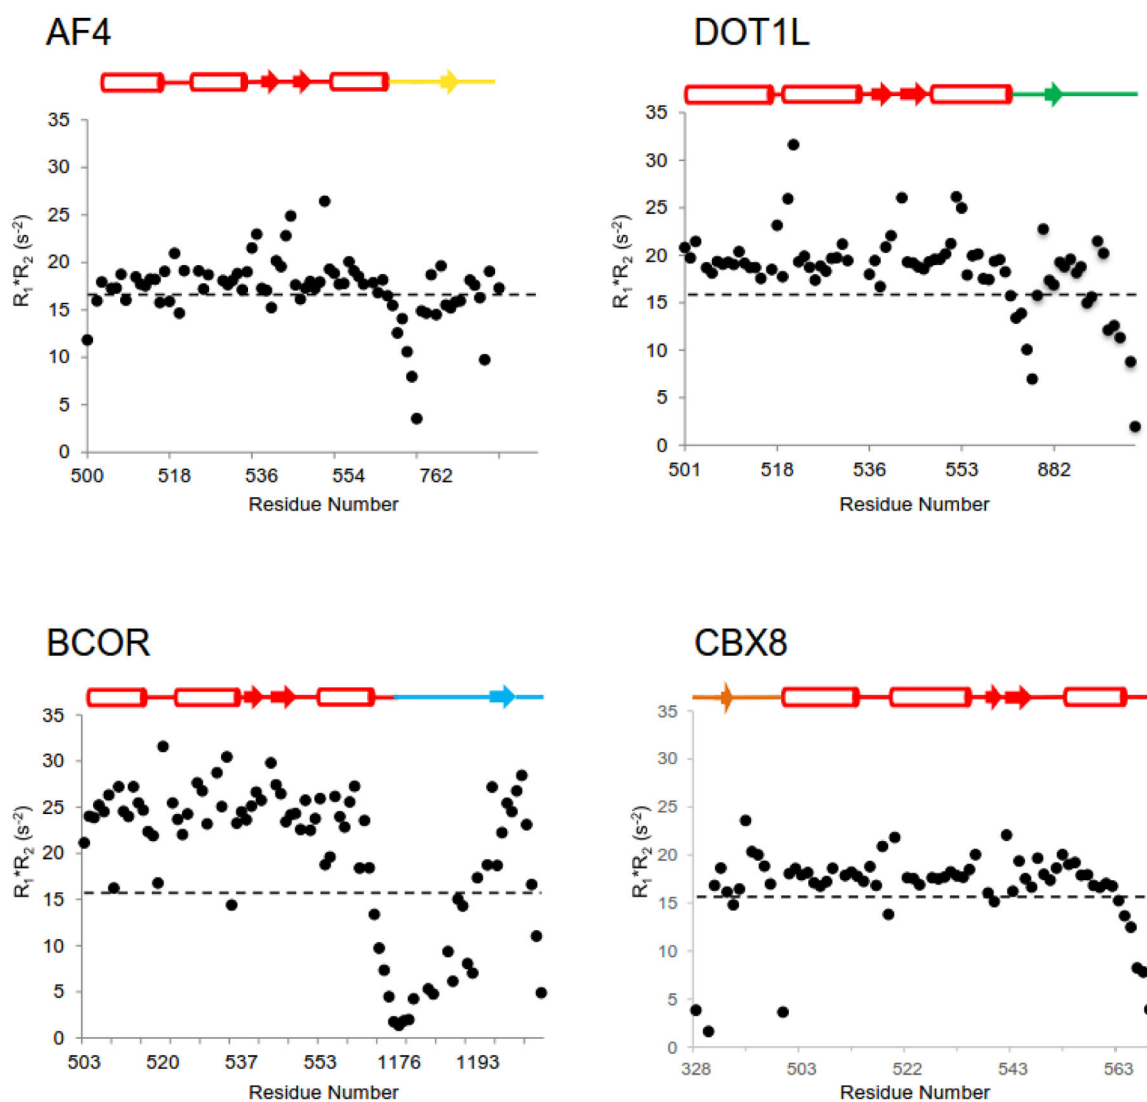 AF4
DOT1L
35
30
25
20
15
10
5
0
R₁*R₂ (s⁻²)
500 518 536 554 762
Residue Number
35
30
25
20
15
10
5
0
R₁*R₂ (s⁻²)
501 518 536 553 882
Residue Number
BCOR
CBX8
35
30
25
20
15
10
5
0
R₁*R₂ (s⁻²)
503 520 537 553 1176 1193
Residue Number
35
30
25
20
15
10
5
0
R₁*R₂ (s⁻²)
328 503 522 543 563
Residue Number